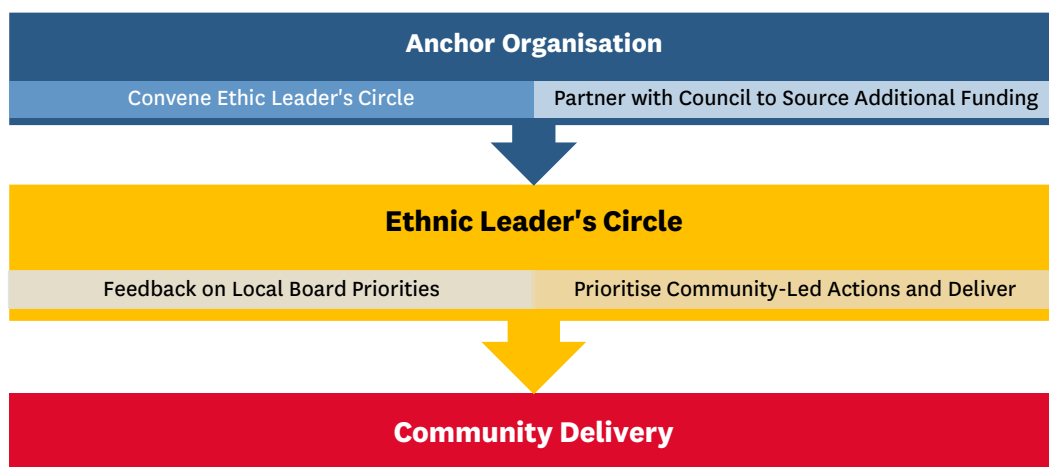 Anchor Organisation
Convene Ethic Leader's Circle
Partner with Council to Source Additional Funding
Ethnic Leader's Circle
Feedback on Local Board Priorities
Prioritise Community-Led Actions and Deliver
Community Delivery